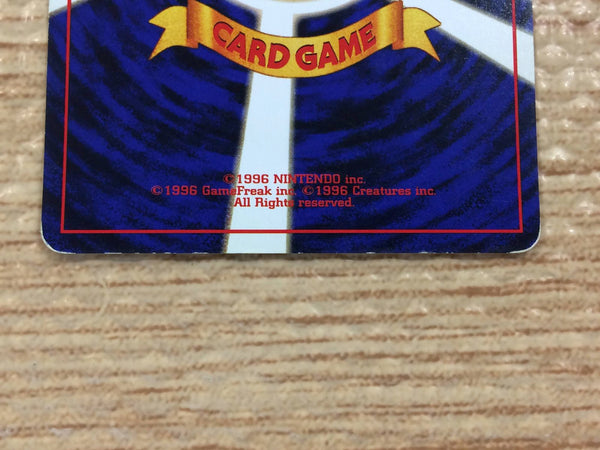 CARD GAME
©1996 NINTENDO inc.
©1996 GameFreak inc. ©1996 Creatures inc.
All Rights reserved.